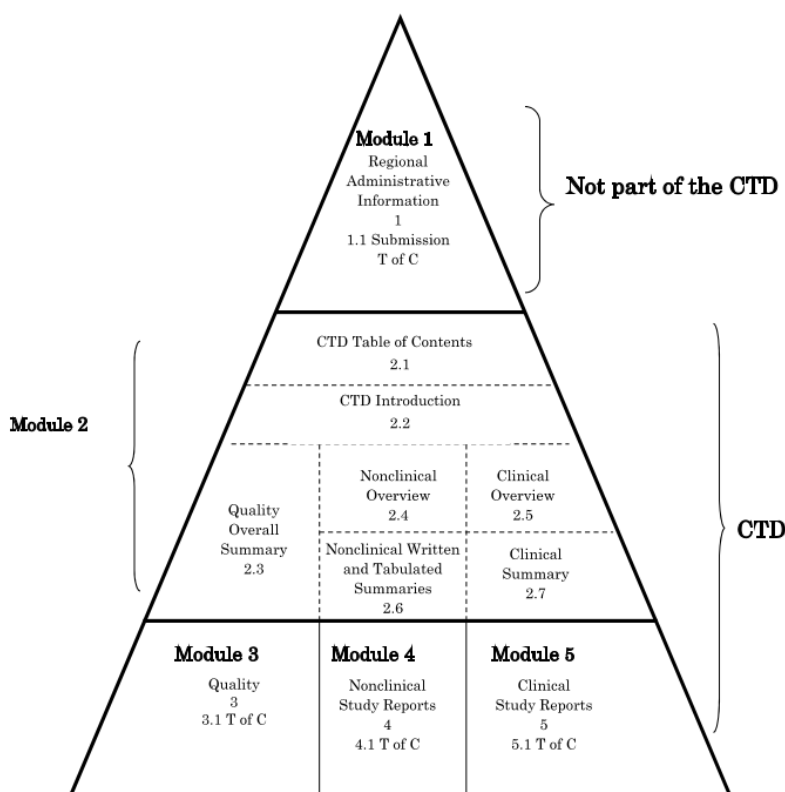 Module 1
Regional
Administrative
Information
1
1.1 Submission
T of C
Not part of the CTD
CTD Table of Contents
2.1
CTD Introduction
2.2
Module 2
Quality
Overall
Summary
2.3
Nonclinical
Overview
2.4
Clinical
Overview
2.5
Nonclinical Written
and Tabulated
Summaries
2.6
Clinical
Summary
2.7
CTD
Module 3
Quality
3
3.1 T of C
Module 4
Nonclinical
Study Reports
4
4.1 T of C
Module 5
Clinical
Study Reports
5
5.1 T of C